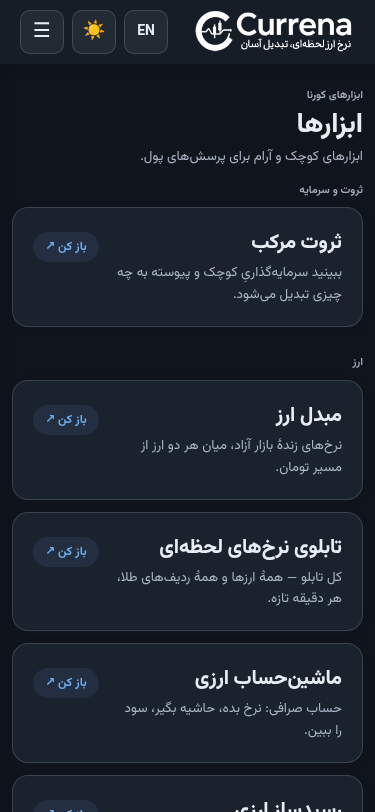 ☰
EN
Currena
نرخ ارز لحظه‌ای، تبدیل آسان
ابزارهای کورنا
ابزارها
ابزارهای کوچک و آرام برای پرسش‌های پول.
ثروت و سرمایه
ثروت مرکب
باز کن ↗
ببینید سرمایه‌گذاریِ کوچک و پیوسته به چه
چیزی تبدیل می‌شود.
ارز
مبدل ارز
باز کن ↗
نرخ‌های زندهٔ بازار آزاد، میان هر دو ارز از
مسیر تومان.
تابلوی نرخ‌های لحظه‌ای
باز کن ↗
کل تابلو — همهٔ ارزها و همهٔ ردیف‌های طلا،
هر دقیقه تازه.
ماشین‌حساب ارزی
باز کن ↗
حساب صرافی: نرخ بده، حاشیه بگیر، سود
را ببین.
رسیدساز ارزی
باز کن ↗